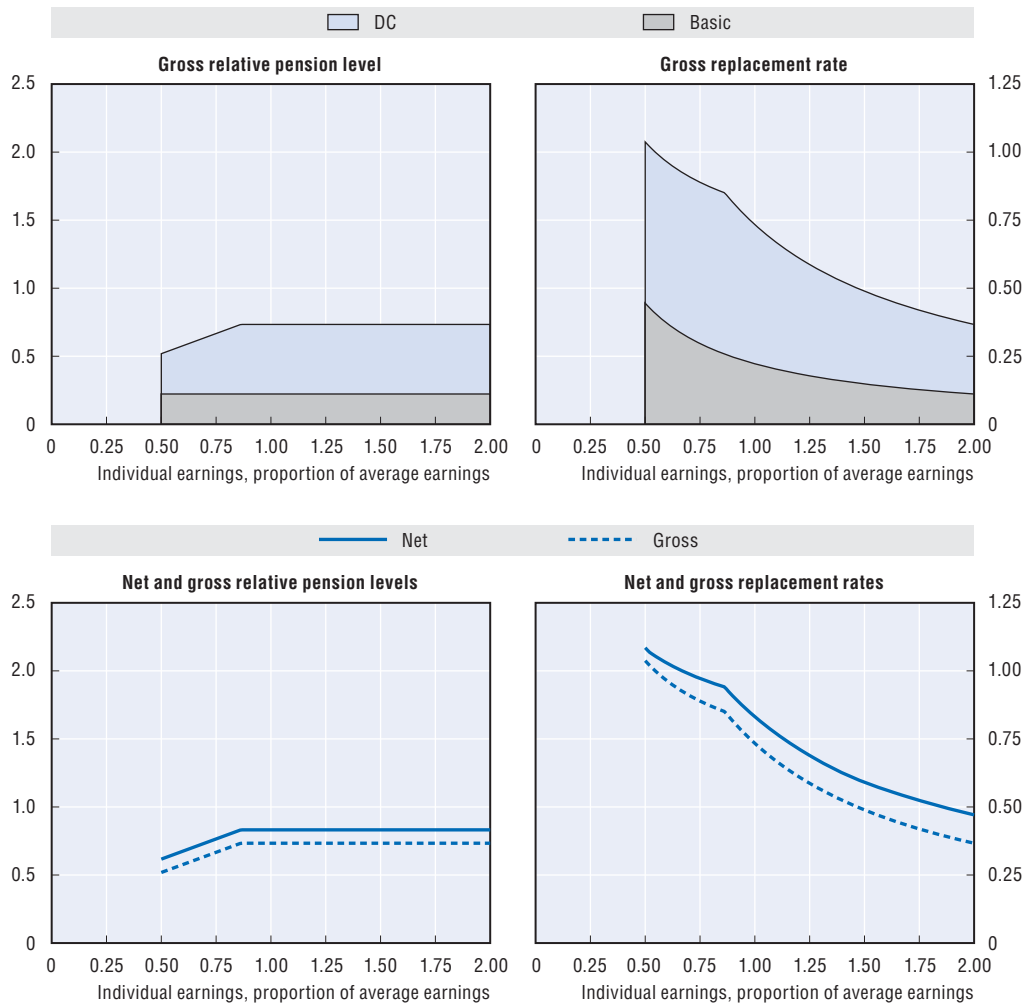 DC Basic
Gross relative pension level
2.5
2.0
1.5
1.0
0.5
0
0 0.25 0.50 0.75 1.00 1.25 1.50 1.75 2.00
Individual earnings, proportion of average earnings
Gross replacement rate
1.25
1.00
0.75
0.50
0.25
0
0 0.25 0.50 0.75 1.00 1.25 1.50 1.75 2.00
Individual earnings, proportion of average earnings
Net Gross
Net and gross relative pension levels
2.5
2.0
1.5
1.0
0.5
0
0 0.25 0.50 0.75 1.00 1.25 1.50 1.75 2.00
Individual earnings, proportion of average earnings
Net and gross replacement rates
1.25
1.00
0.75
0.50
0.25
0
0 0.25 0.50 0.75 1.00 1.25 1.50 1.75 2.00
Individual earnings, proportion of average earnings